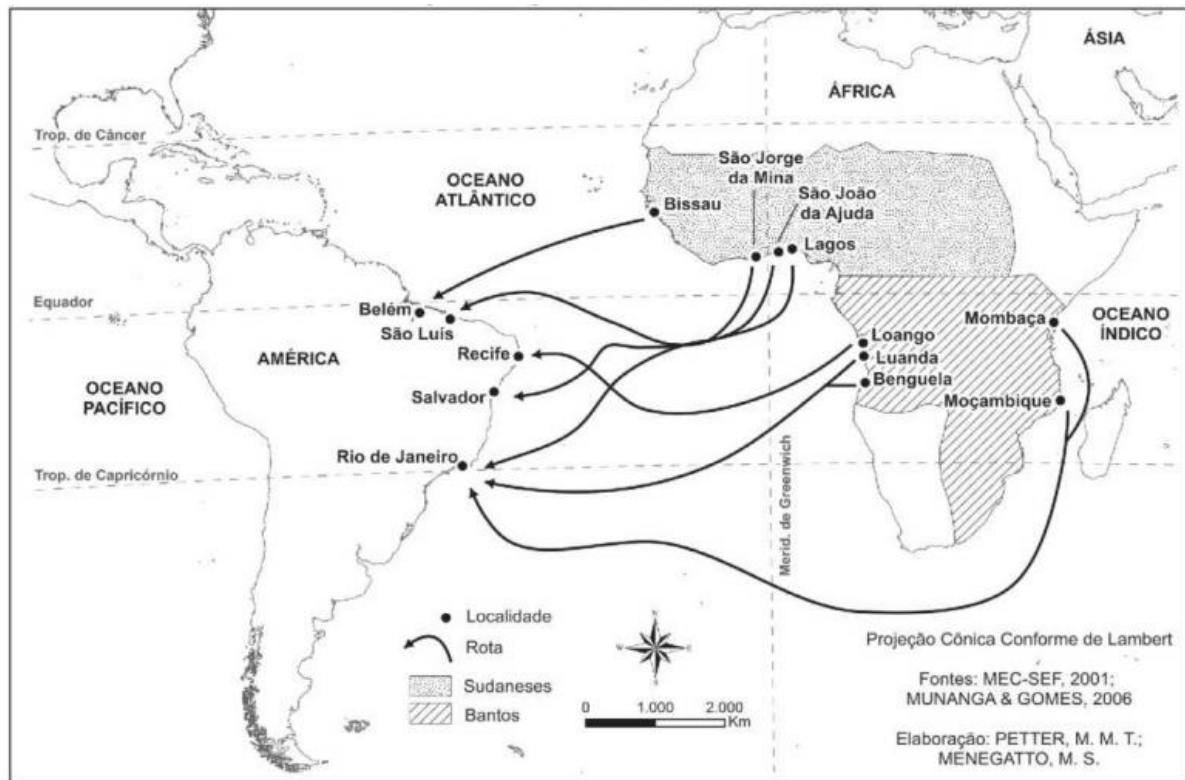 ÁSIA
ÁFRICA
Trop. de Câncer
São Jorge
da Mina
OCEANO
ATLÂNTICO
São João
da Ajuda
Bissau
Lagos
Equador
Belém
São Luís
Mombaça
OCEANO
ÍNDICO
AMÉRICA
Recife
Loango
Luanda
OCEANO
PACÍFICO
Salvador
Benguela
Moçambique
Rio de Janeiro
Trop. de Capricórnio
Merid. de Greenwich
Localidade
Rota
Sudaneses
Bantos
N
W
E
S
0 1.000 2.000
Km
Projeção Cônica Conforme de Lambert
Fontes: MEC-SEF, 2001;
MUNANGA & GOMES, 2006
Elaboração: PETTER, M. M. T.;
MENEGATTO, M. S.